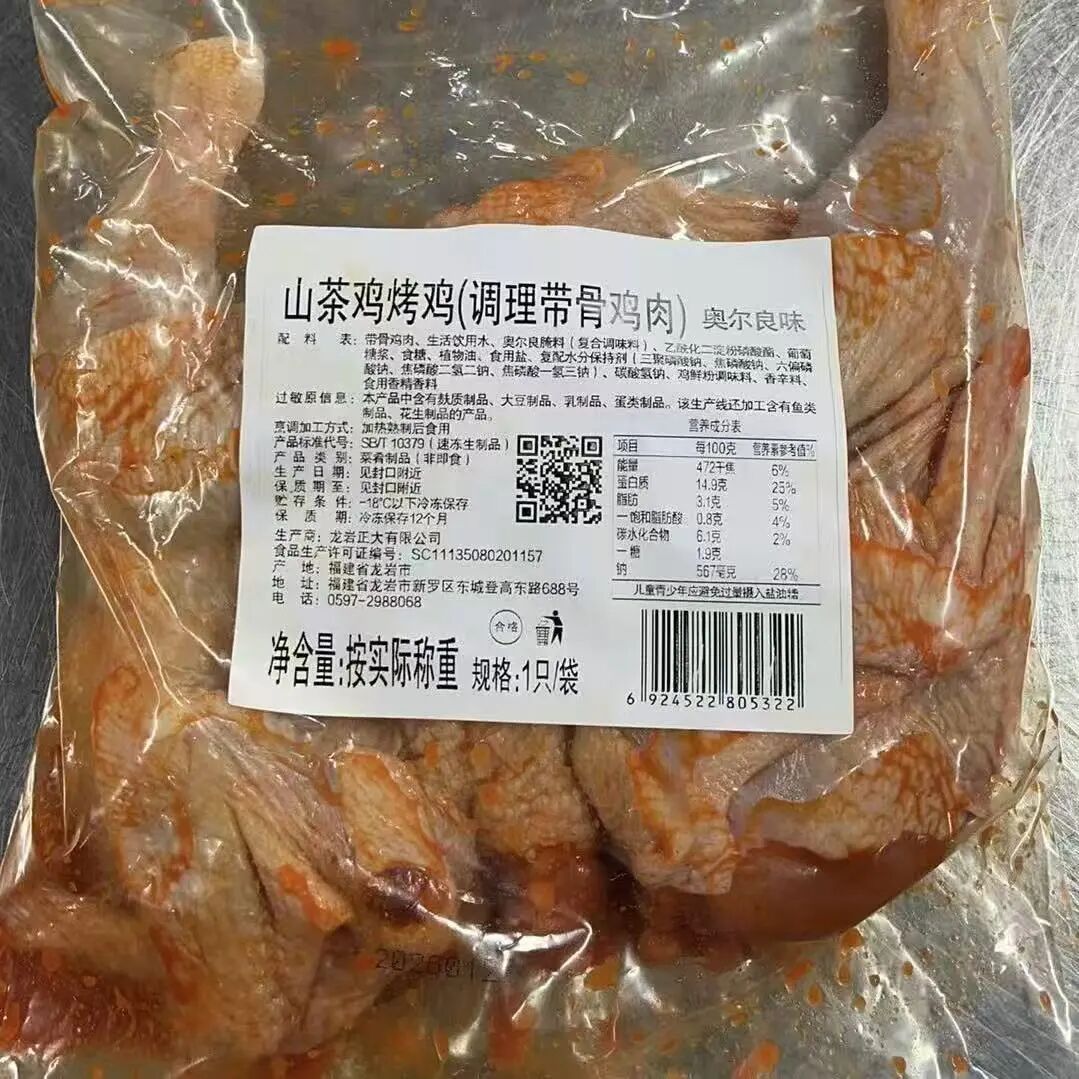 山茶鸡烤鸡(调理带骨鸡肉) 奥尔良味
配料表：带骨鸡肉、生活饮用水、奥尔良腌料（复合调味料）、乙酰化二淀粉磷酸酯、葡萄
糖浆、食糖、植物油、食用盐、复配水分保持剂（三聚磷酸钠、焦磷酸钠、六偏磷
酸钠、焦磷酸二氢二钠、焦磷酸一氢三钠）、碳酸氢钠、鸡鲜粉调味料、香辛料、
食用香精香料
过敏原信息：本产品中含有麸质制品、大豆制品、乳制品、蛋类制品。该生产线还加工含有鱼类
制品、花生制品的产品。
烹调加工方式：加热熟制后食用
产品标准代号：SB/T 10379（速冻生制品）
产品类别：菜肴制品（非即食）
生产日期：见封口附近
保质期至：见封口附近
贮存条件：-18℃以下冷冻保存
保质期：冷冻保存12个月
生产商：龙岩正大有限公司
食品生产许可证编号：SC11135080201157
产地：福建省龙岩市
地址：福建省龙岩市新罗区东城登高东路688号
电话：0597-2988068
营养成分表
项目 每100克 营养素参考值%
能量 472千焦 6%
蛋白质 14.9克 25%
脂肪 3.1克 5%
—饱和脂肪酸 0.8克 4%
碳水化合物 6.1克 2%
—糖 1.9克
钠 567毫克 28%
儿童青少年应避免过量摄入盐油糖
合格
净含量:按实际称重 规格:1只/袋
6 924522 805322